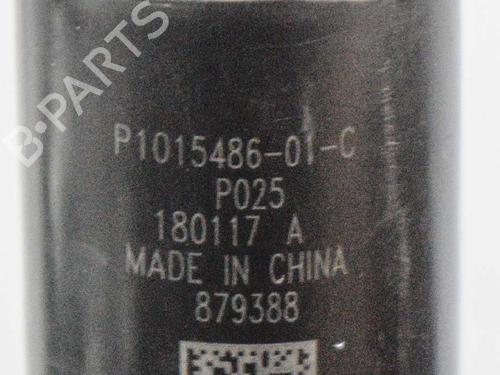 B-PARTS
P1015486-01-C
P025
180117 A
MADE IN CHINA
879388